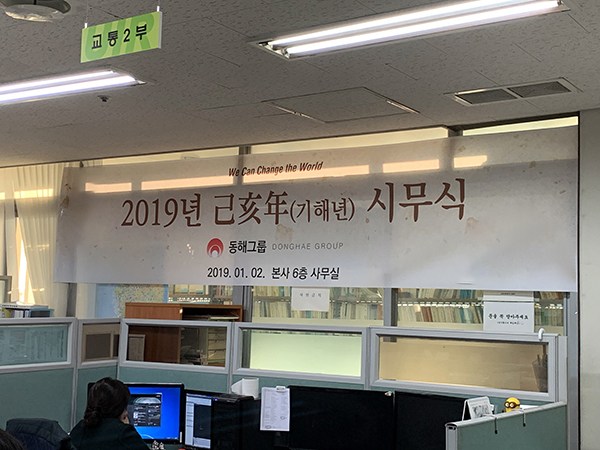 교통2부
We Can Change the World
2019년 己亥年(기해년) 시무식
동해그룹 DONGHAE GROUP
2019. 01. 02. 본사 6층 사무실